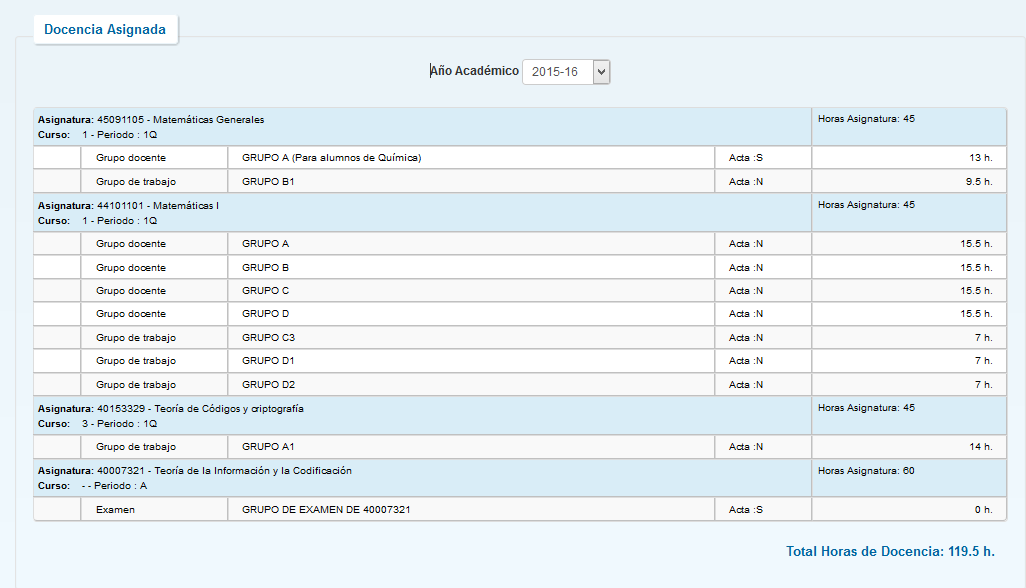 Docencia Asignada
Año Académico 2015-16
Asignatura: 45091105 - Matemáticas Generales Horas Asignatura: 45
Curso: 1 - Periodo : 1Q
Grupo docente GRUPO A (Para alumnos de Química) Acta :S 13 h.
Grupo de trabajo GRUPO B1 Acta :N 9.5 h.
Asignatura: 44101101 - Matemáticas I Horas Asignatura: 45
Curso: 1 - Periodo : 1Q
Grupo docente GRUPO A Acta :N 15.5 h.
Grupo docente GRUPO B Acta :N 15.5 h.
Grupo docente GRUPO C Acta :N 15.5 h.
Grupo docente GRUPO D Acta :N 15.5 h.
Grupo de trabajo GRUPO C3 Acta :N 7 h.
Grupo de trabajo GRUPO D1 Acta :N 7 h.
Grupo de trabajo GRUPO D2 Acta :N 7 h.
Asignatura: 40153329 - Teoría de Códigos y criptografía Horas Asignatura: 45
Curso: 3 - Periodo : 1Q
Grupo de trabajo GRUPO A1 Acta :N 14 h.
Asignatura: 40007321 - Teoría de la Información y la Codificación Horas Asignatura: 60
Curso: - - Periodo : A
Examen GRUPO DE EXAMEN DE 40007321 Acta :S 0 h.
Total Horas de Docencia: 119.5 h.